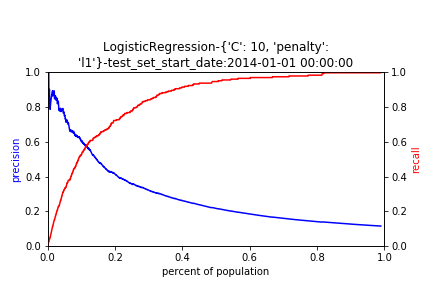 LogisticRegression-{'C': 10, 'penalty':
'l1'}-test_set_start_date:2014-01-01 00:00:00
1.0
0.8
0.6
0.4
0.2
0.0
precision
1.0
0.8
0.6
0.4
0.2
0.0
recall
0.0 0.2 0.4 0.6 0.8 1.0
percent of population